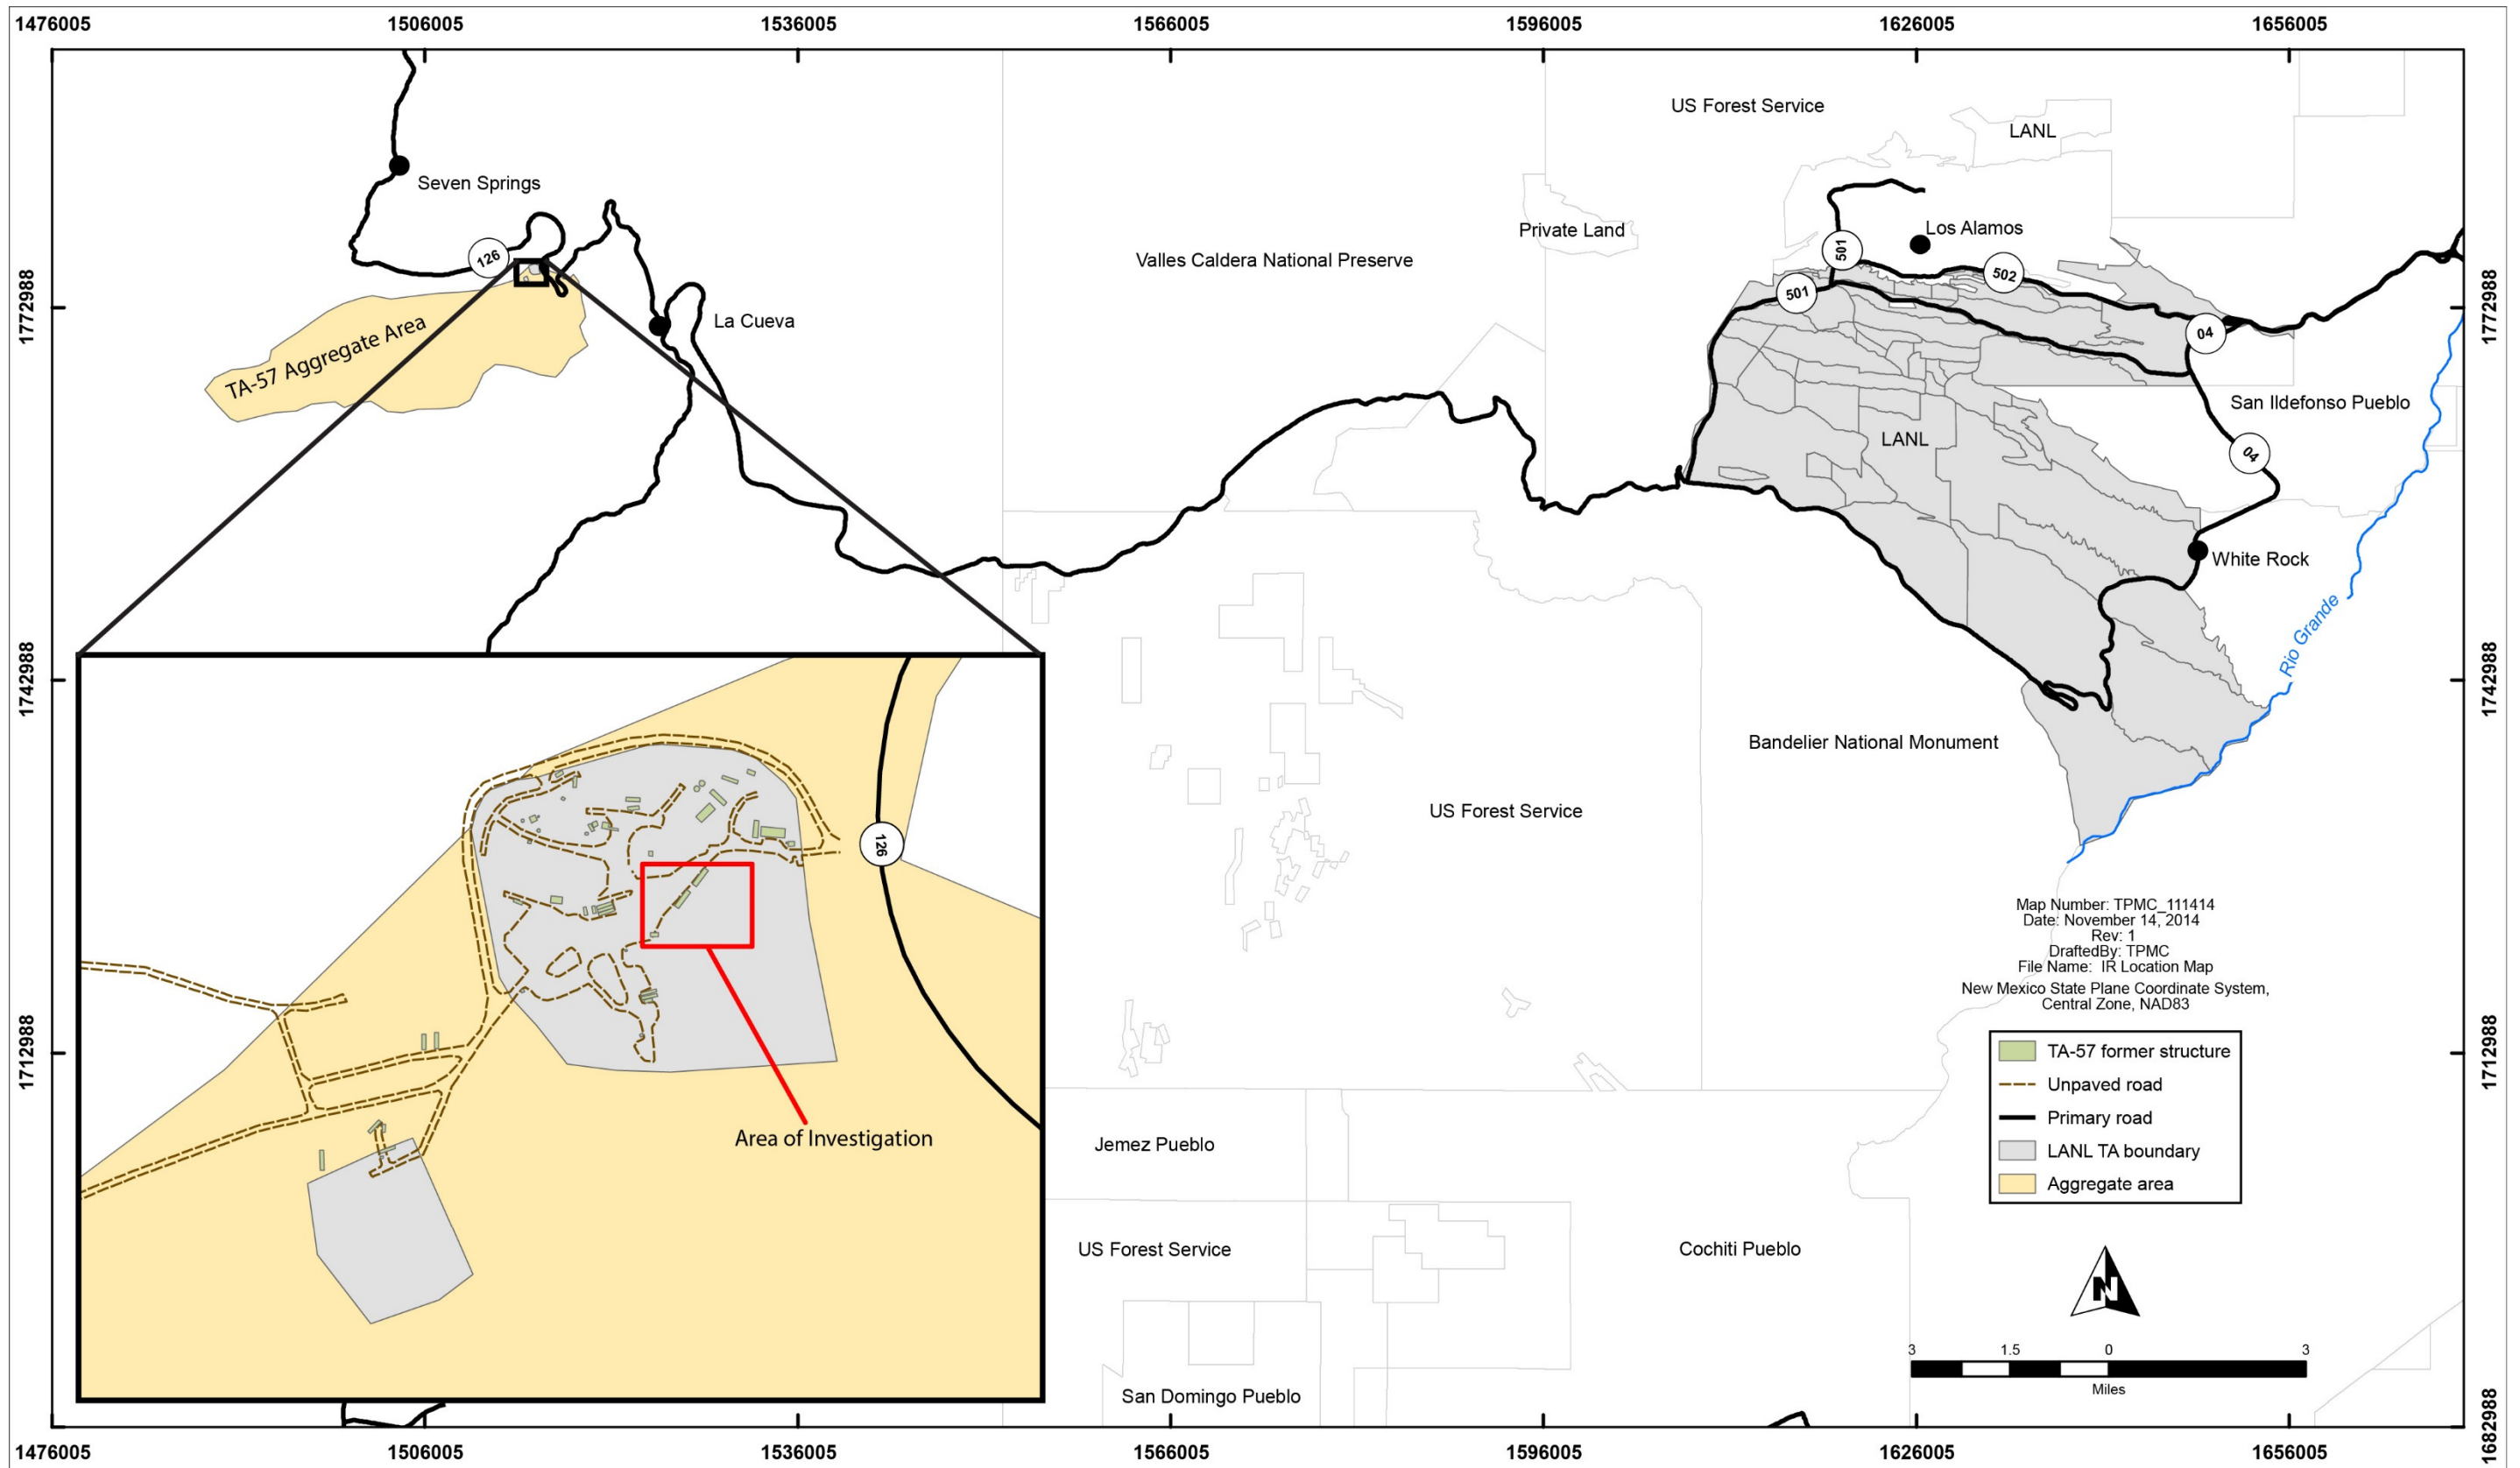 1476005
1506005
1536005
1566005
1596005
1626005
1656005
US Forest Service
LANL
Seven Springs
Private Land
Los Alamos
126
501
Valles Caldera National Preserve
502
501
1772988
1772988
La Cueva
TA-57 Aggregate Area
04
San Ildefonso Pueblo
LANL
04
White Rock
Rio Grande
1742988
1742988
Bandelier National Monument
US Forest Service
126
Map Number: TPMC_111414
Date: November 14, 2014
Rev: 1
DraftedBy: TPMC
File Name: IR Location Map
New Mexico State Plane Coordinate System,
Central Zone, NAD83
1712988
1712988
TA-57 former structure
Unpaved road
Primary road
LANL TA boundary
Aggregate area
Area of Investigation
Jemez Pueblo
US Forest Service
Cochiti Pueblo
N
3
1.5
0
3
Miles
San Domingo Pueblo
1682988
1476005
1506005
1536005
1566005
1596005
1626005
1656005